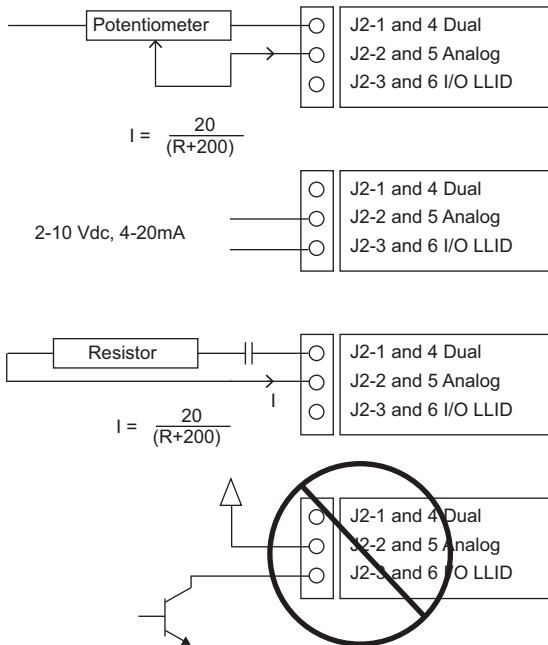 Potentiometer
J2-1 and 4 Dual
J2-2 and 5 Analog
J2-3 and 6 I/O LLID
I = 20
(R+200)
J2-1 and 4 Dual
J2-2 and 5 Analog
J2-3 and 6 I/O LLID
2-10 Vdc, 4-20mA
Resistor
J2-1 and 4 Dual
J2-2 and 5 Analog
J2-3 and 6 I/O LLID
I
I = 20
(R+200)
J2-1 and 4 Dual
J2-2 and 5 Analog
J2-3 and 6 I/O LLID